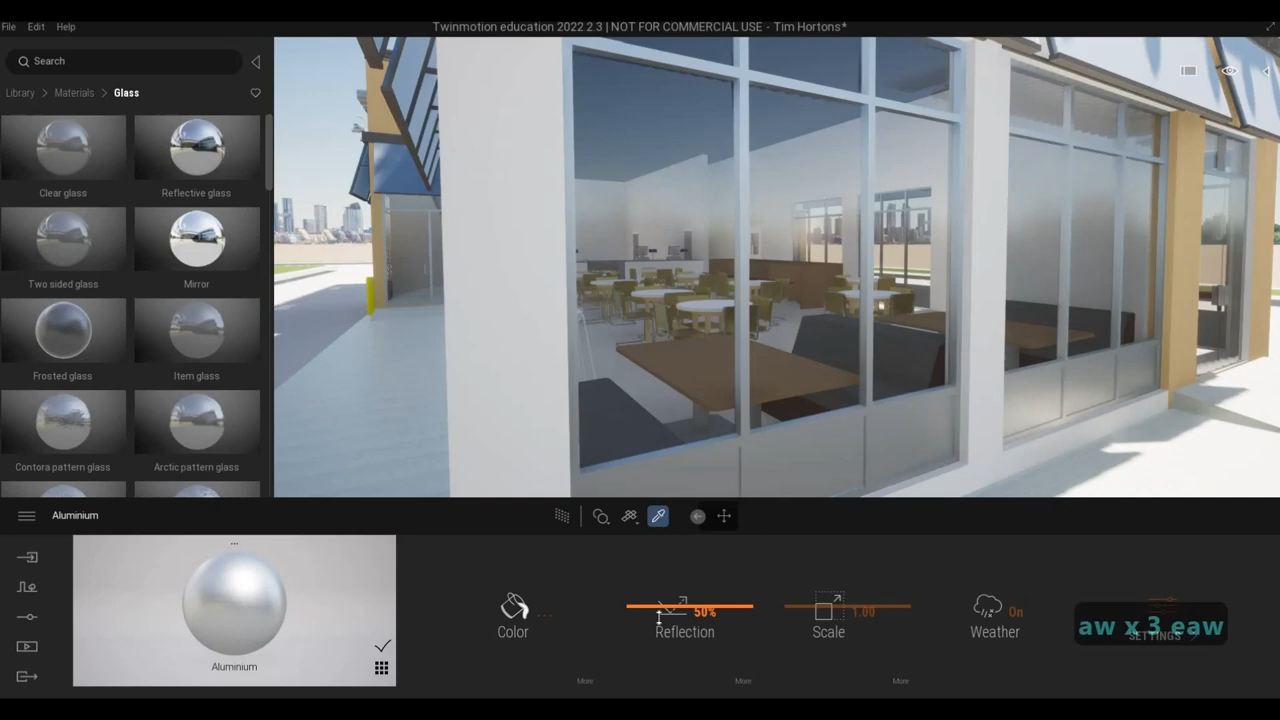 Twinmotion education 2022.2.3 | NOT FOR COMMERCIAL USE - Tim Hortons*
File Edit Help
Search
Library Materials Glass
Clear glass Reflective glass
Two sided glass Mirror
Frosted glass Item glass
Contora pattern glass Arctic pattern glass
Aluminium
Aluminium
Color ...
More
50%
Reflection
More
1.00
Scale
More
On
Weather
aw x 3 eaw
SETTINGS